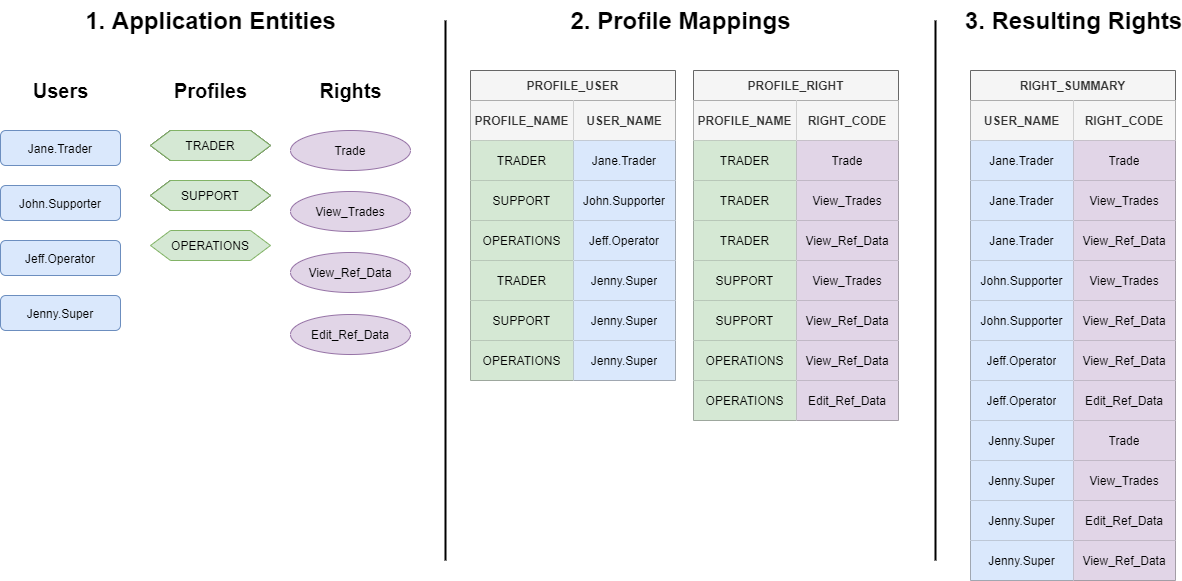 1. Application Entities
Users
Profiles
Rights
Jane.Trader
John.Supporter
Jeff.Operator
Jenny.Super
TRADER
SUPPORT
OPERATIONS
Trade
View_Trades
View_Ref_Data
Edit_Ref_Data
2. Profile Mappings
PROFILE_USER
PROFILE_NAME USER_NAME
TRADER Jane.Trader
SUPPORT John.Supporter
OPERATIONS Jeff.Operator
TRADER Jenny.Super
SUPPORT Jenny.Super
OPERATIONS Jenny.Super
PROFILE_RIGHT
PROFILE_NAME RIGHT_CODE
TRADER Trade
TRADER View_Trades
TRADER View_Ref_Data
SUPPORT View_Trades
SUPPORT View_Ref_Data
OPERATIONS View_Ref_Data
OPERATIONS Edit_Ref_Data
3. Resulting Rights
RIGHT_SUMMARY
USER_NAME RIGHT_CODE
Jane.Trader Trade
Jane.Trader View_Trades
Jane.Trader View_Ref_Data
John.Supporter View_Trades
John.Supporter View_Ref_Data
Jeff.Operator View_Ref_Data
Jeff.Operator Edit_Ref_Data
Jenny.Super Trade
Jenny.Super View_Trades
Jenny.Super Edit_Ref_Data
Jenny.Super View_Ref_Data